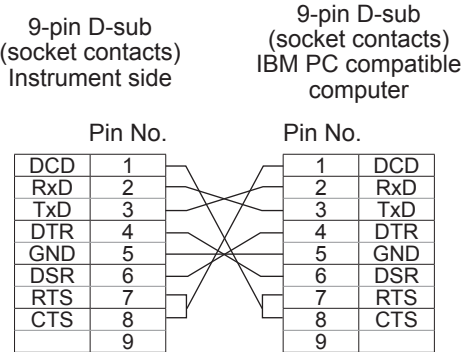 9-pin D-sub
(socket contacts)
Instrument side
9-pin D-sub
(socket contacts)
IBM PC compatible
computer
Pin No. Pin No.
DCD 1 1 DCD
RxD 2 2 RxD
TxD 3 3 TxD
DTR 4 4 DTR
GND 5 5 GND
DSR 6 6 DSR
RTS 7 7 RTS
CTS 8 8 CTS
9 9